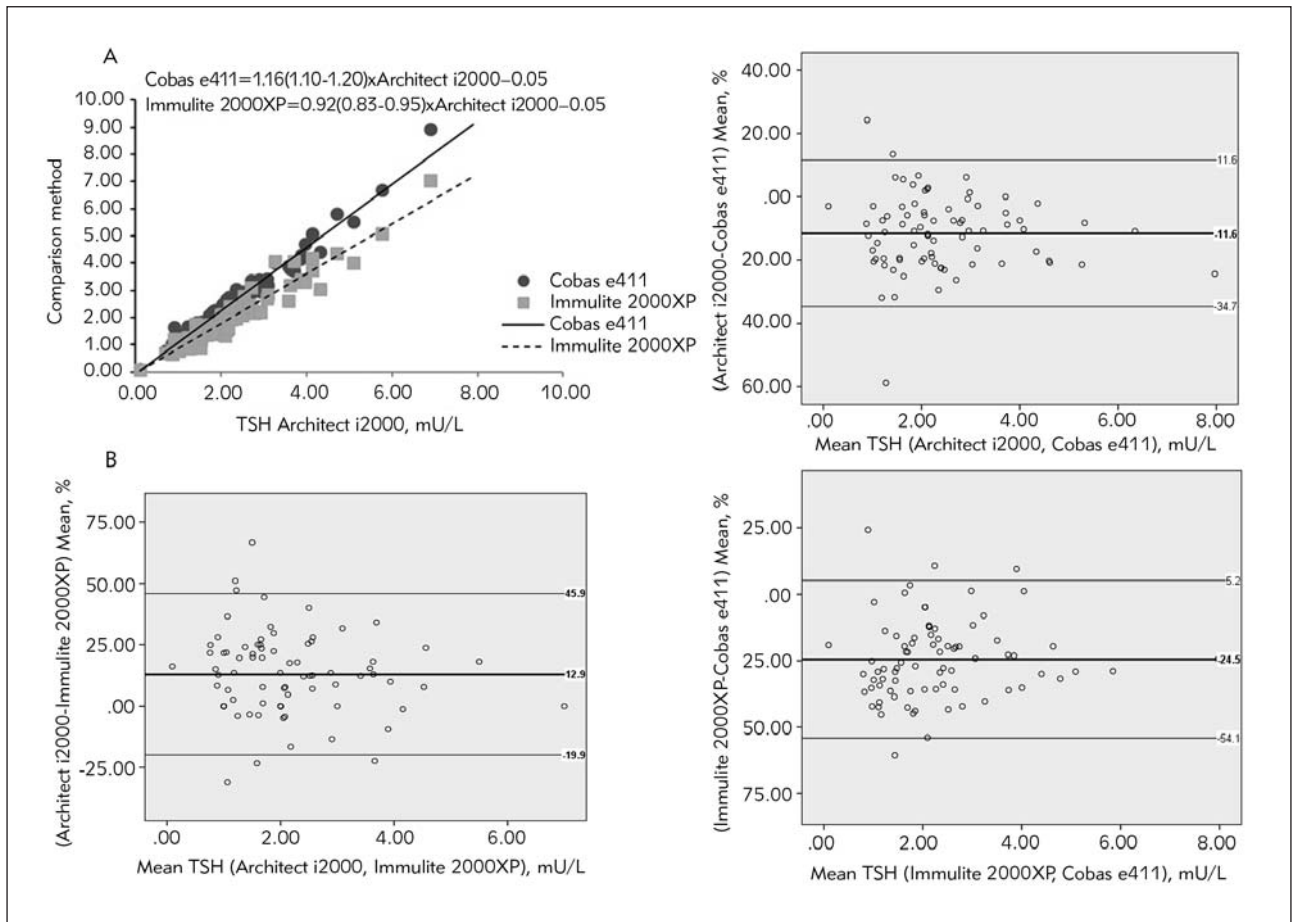 A
Cobas e411=1.16(1.10-1.20)xArchitect i2000–0.05
Immulite 2000XP=0.92(0.83-0.95)xArchitect i2000–0.05
Comparison method
10.00
9.00
8.00
7.00
6.00
5.00
4.00
3.00
2.00
1.00
0.00
0.00 2.00 4.00 6.00 8.00 10.00
TSH Architect i2000, mU/L
Cobas e411
Immulite 2000XP
Cobas e411
Immulite 2000XP
(Architect i2000-Cobas e411) Mean, %
40.00
20.00
.00
20.00
40.00
60.00
11.6
-11.6
-34.7
.00 2.00 4.00 6.00 8.00
Mean TSH (Architect i2000, Cobas e411), mU/L
B
(Architect i2000-Immulite 2000XP) Mean, %
75.00
50.00
25.00
.00
-25.00
45.9
12.9
-19.9
.00 2.00 4.00 6.00
Mean TSH (Architect i2000, Immulite 2000XP), mU/L
(Immulite 2000XP-Cobas e411) Mean, %
25.00
.00
25.00
50.00
75.00
5.2
-24.5
-54.1
.00 2.00 4.00 6.00 8.00
Mean TSH (Immulite 2000XP, Cobas e411), mU/L